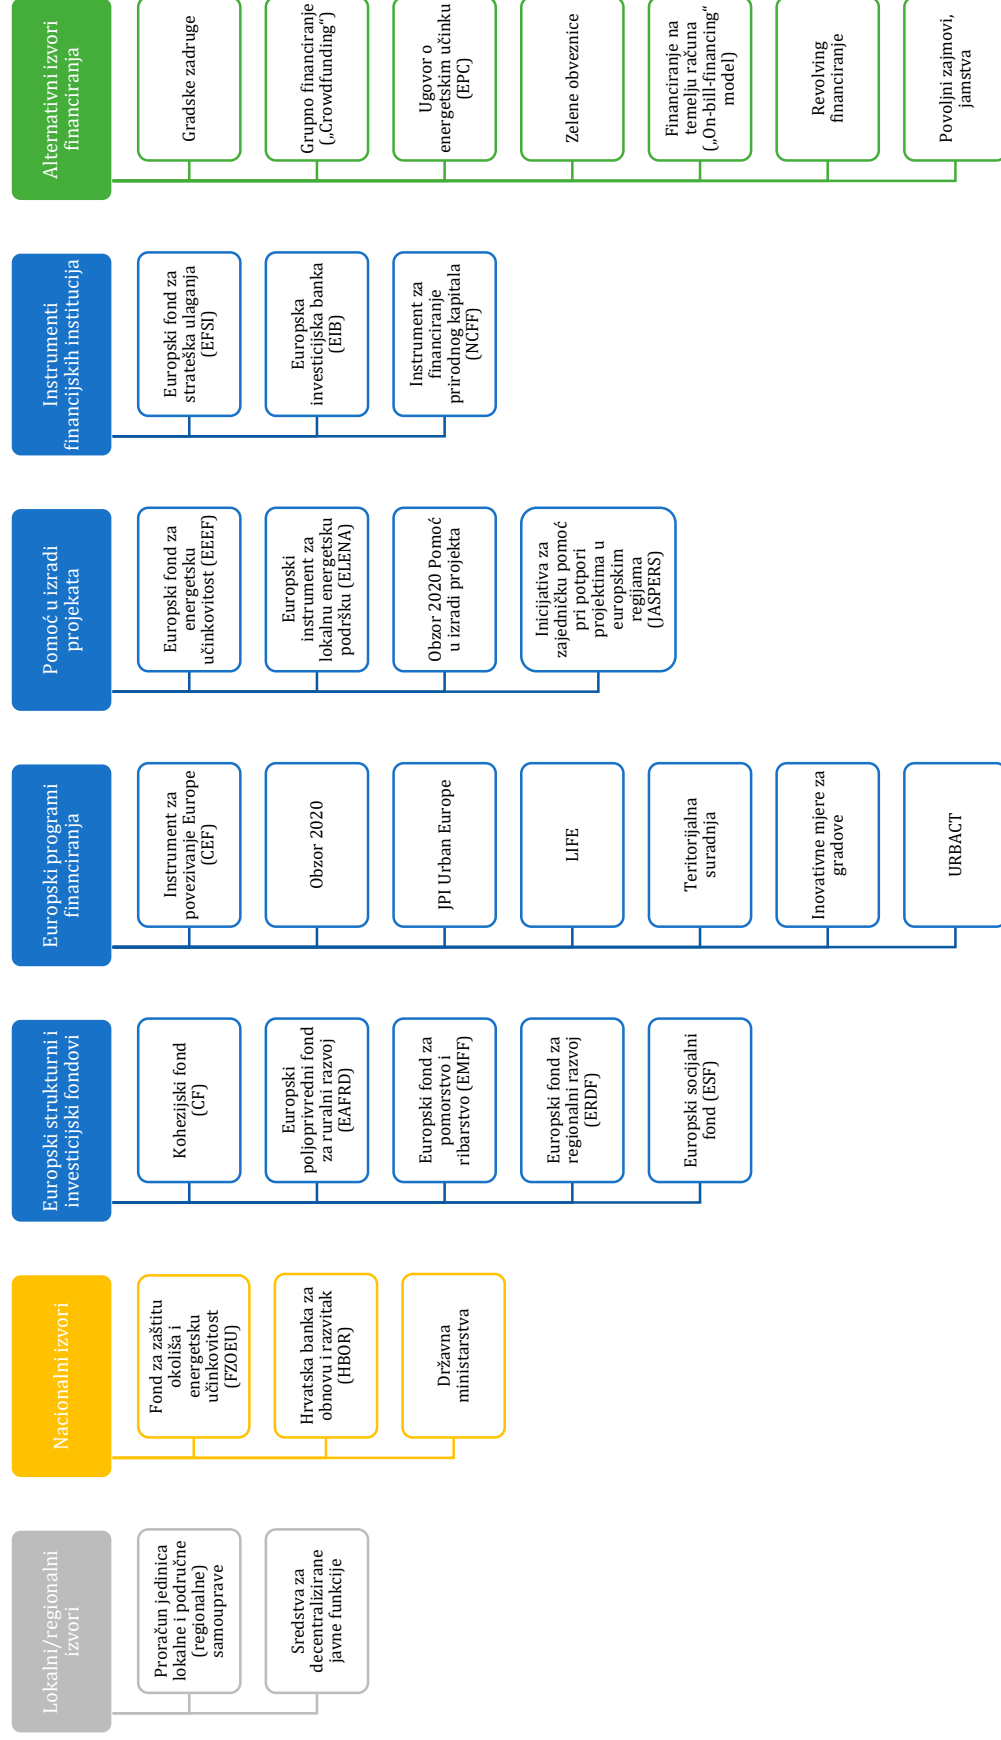 Lokalni/regionalni
izvori
Proračun jedinica
lokalne i područne
(regionalne)
samouprave
Sredstva za
decentralizirane
javne funkcije
Nacionalni izvori
Fond za zaštitu
okoliša i
energetsku
učinkovitost
(FZOEU)
Hrvatska banka za
obnovu i razvitak
(HBOR)
Državna
ministarstva
Europski strukturni i
investicijski fondovi
Kohezijski fond
(CF)
Europski
poljoprivredni fond
za ruralni razvoj
(EAFRD)
Europski fond za
pomorstvo i
ribarstvo (EMFF)
Europski fond za
regionalni razvoj
(ERDF)
Europski socijalni
fond (ESF)
Europski programi
financiranja
Instrument za
povezivanje Europe
(CEF)
Obzor 2020
JPI Urban Europe
LIFE
Teritorijalna
suradnja
Inovativne mjere za
gradove
URBACT
Pomoć u izradi
projekata
Europski fond za
energetsku
učinkovitost (EEEF)
Europski
instrument za
lokalnu energetsku
podršku (ELENA)
Obzor 2020 Pomoć
u izradi projekta
Inicijativa za
zajedničku pomoć
pri potpori
projektima u
europskim
regijama
(JASPERS)
Instrumenti
financijskih institucija
Europski fond za
strateška ulaganja
(EFSI)
Europska
investicijska banka
(EIB)
Instrument za
financiranje
prirodnog kapitala
(NCFF)
Alternativni izvori
financiranja
Gradske zadruge
Grupno financiranje
(„Crowdfunding“)
Ugovor o
energetskim učinku
(EPC)
Zelene obveznice
Financiranje na
temelju računa
(„On-bill-financing“
model)
Revolving
financiranje
Povoljni zajmovi,
jamstva